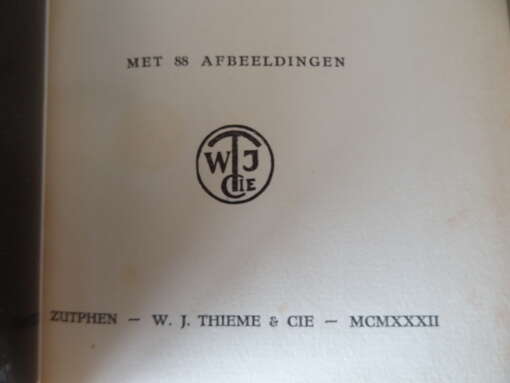 MET 88 AFBEELDINGEN
W T J
CIE
ZUTPHEN — W. J. THIEME & CIE — MCMXXXII